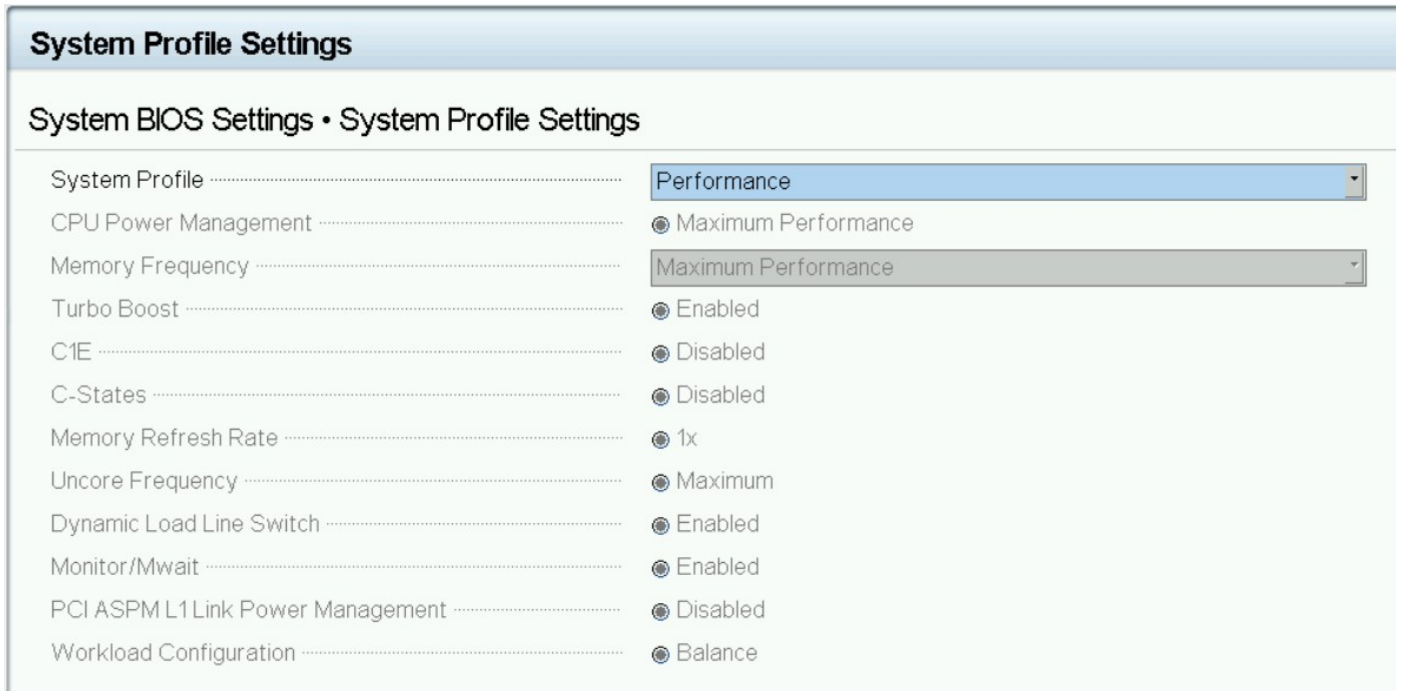 System Profile Settings
System BIOS Settings • System Profile Settings
System Profile Performance
CPU Power Management Maximum Performance
Memory Frequency Maximum Performance
Turbo Boost Enabled
C1E Disabled
C-States Disabled
Memory Refresh Rate 1x
Uncore Frequency Maximum
Dynamic Load Line Switch Enabled
Monitor/Mwait Enabled
PCI ASPM L1 Link Power Management Disabled
Workload Configuration Balance